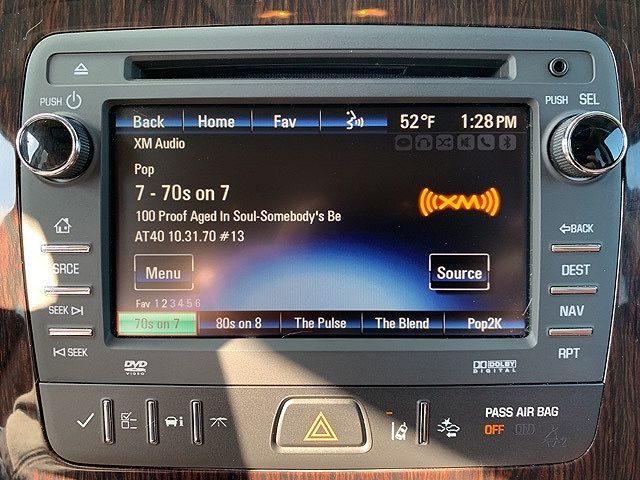 PUSH
PUSH SEL
Back Home Fav 52°F 1:28 PM
XM Audio
Pop
7 - 70s on 7
100 Proof Aged In Soul-Somebody's Be
AT40 10.31.70 #13
((XM))
Menu Source
Fav 1 2 3 4 5 6
70s on 7 80s on 8 The Pulse The Blend Pop2K
SRCE
SEEK
SEEK
BACK
DEST
NAV
RPT
DVD
VIDEO
DOLBY
DIGITAL
PASS AIR BAG
OFF